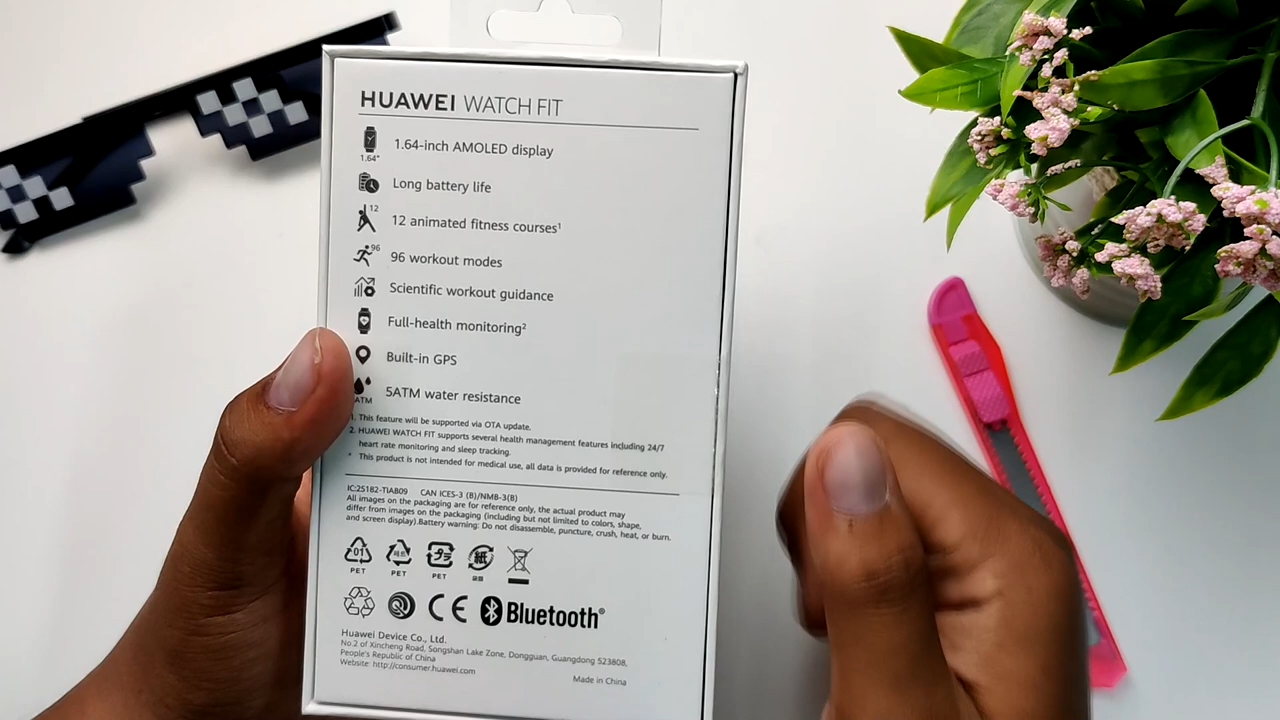 HUAWEI WATCH FIT
1.64"
1.64-inch AMOLED display
Long battery life
12
12 animated fitness courses¹
96
96 workout modes
Scientific workout guidance
Full-health monitoring²
Built-in GPS
ATM
5ATM water resistance
1. This feature will be supported via OTA update.
2. HUAWEI WATCH FIT supports several health management features including 24/7
heart rate monitoring and sleep tracking.
* This product is not intended for medical use, all data is provided for reference only.
IC:25182-TIAB09 CAN ICES-3 (B)/NMB-3(B)
All images on the packaging are for reference only, the actual product may
differ from images on the packaging (including but not limited to colors, shape,
and screen display).Battery warning: Do not disassemble, puncture, crush, heat, or burn.
01 プラ 紙
PET PET PET
CE Bluetooth®
Huawei Device Co., Ltd.
No.2 of Xincheng Road, Songshan Lake Zone, Dongguan, Guangdong 523808,
People's Republic of China
Website: http://consumer.huawei.com
Made in China